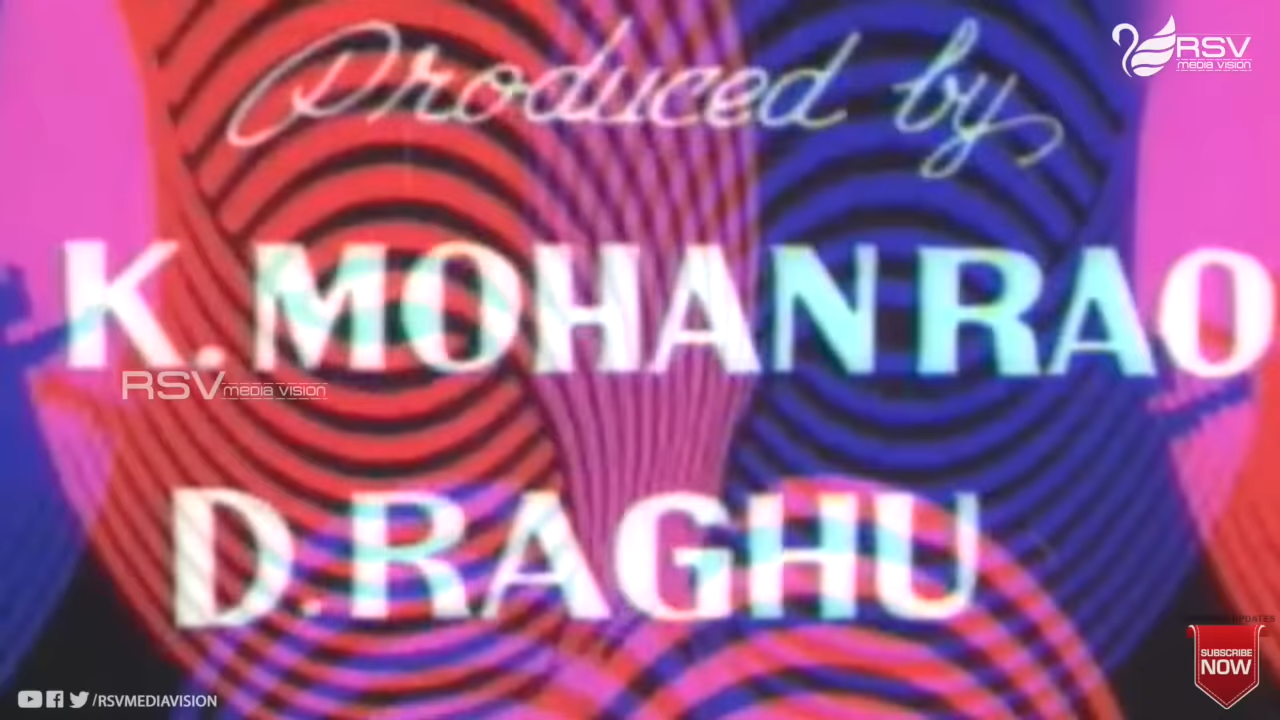 Produced by
RSV
media vision
K. MOHAN RAO
RSV media vision
D. RAGHU
SUBSCRIBE
NOW
/RSVMEDIAVISION